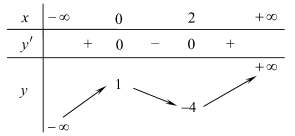 x −∞ 0 2 +∞
y′ + 0 − 0 +
+∞
1
y
−4
−∞